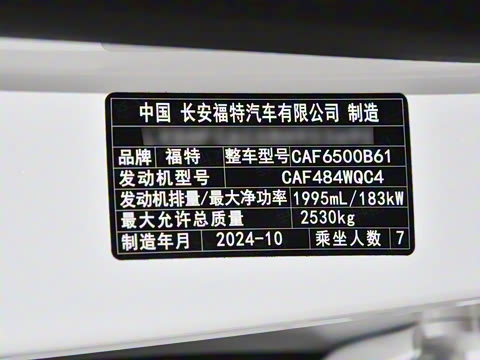 中国 长安福特汽车有限公司 制造
品牌 福特 整车型号 CAF6500B61
发动机型号 CAF484WQC4
发动机排量/最大净功率 1995mL/183kW
最大允许总质量 2530kg
制造年月 2024-10 乘坐人数 7